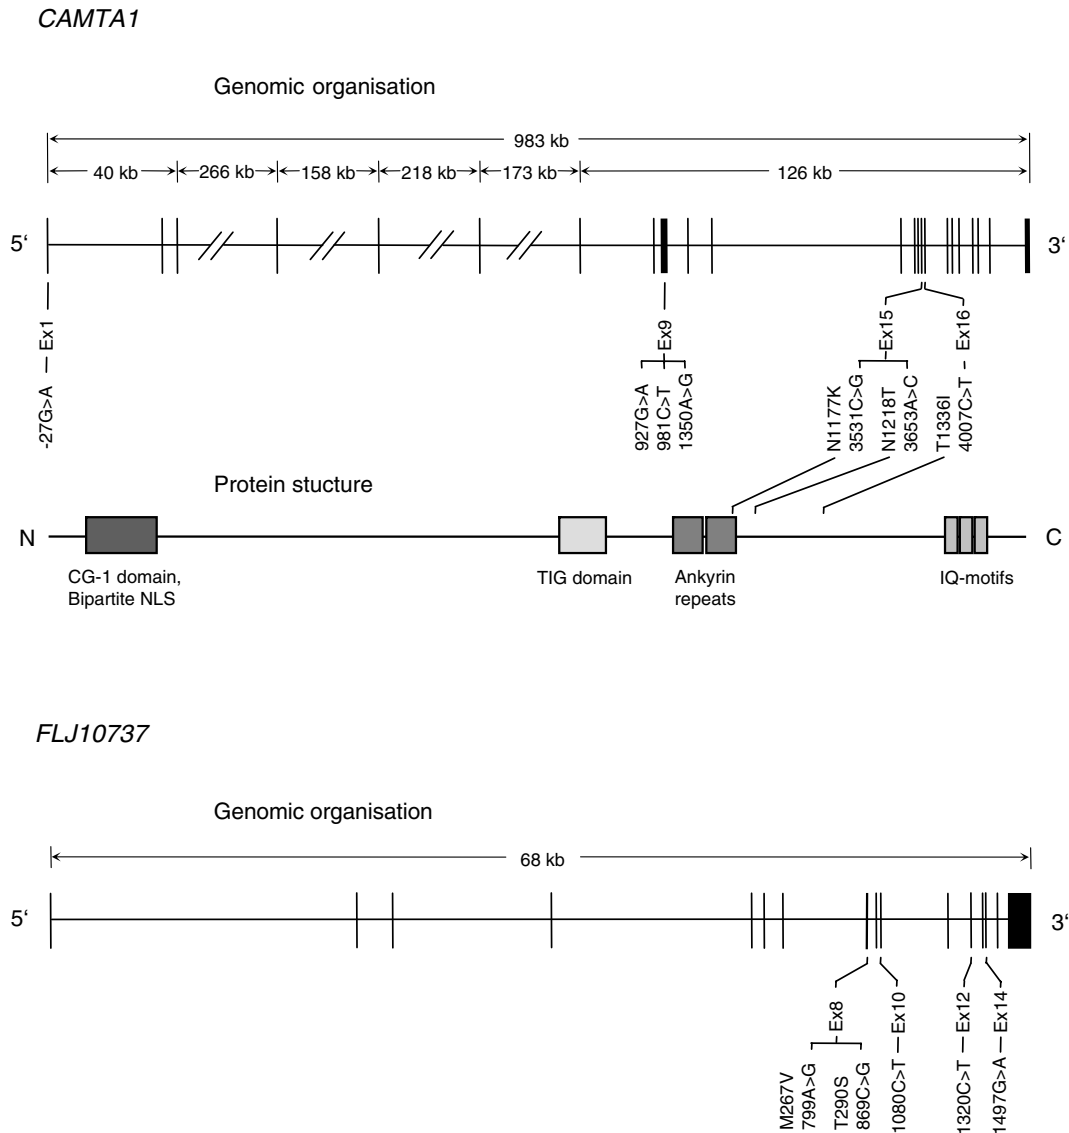 CAMTA1
Genomic organisation
983 kb
40 kb 266 kb 158 kb 218 kb 173 kb 126 kb
5‘ 3‘
Ex1 Ex9 Ex15 Ex16
-27G>A
927G>A
981C>T
1350A>G
N1177K
3531C>G
N1218T
3653A>C
T1336I
4007C>T
Protein stucture
N C
CG-1 domain,
Bipartite NLS
TIG domain
Ankyrin
repeats
IQ-motifs
FLJ10737
Genomic organisation
68 kb
5‘ 3‘
Ex8 Ex10 Ex12 Ex14
M267V
799A>G
T290S
869C>G
1080C>T
1320C>T
1497G>A